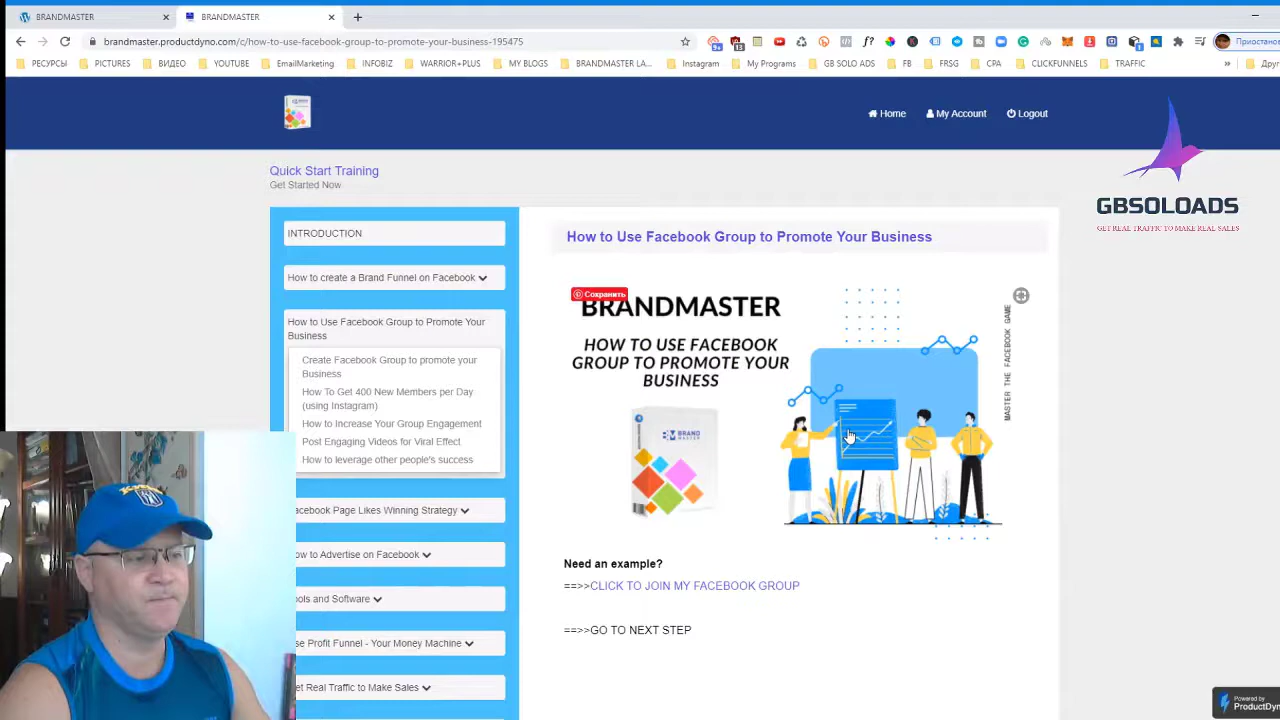 BRANDMASTER
BRANDMASTER
brandmaster.productdyno.com/c/how-to-use-facebook-group-to-promote-your-business-195475
Приостано
РЕСУРСЫ PICTURES ВИДЕО YOUTUBE EmailMarketing INFOBIZ WARRIOR+PLUS MY BLOGS BRANDMASTER LA... Instagram My Programs GB SOLO ADS FB FRSG CPA CLICKFUNNELS TRAFFIC » Друг
Home My Account Logout
GBSOLOADS
GET REAL TRAFFIC TO MAKE REAL SALES
Quick Start Training
Get Started Now
INTRODUCTION
How to create a Brand Funnel on Facebook
How to Use Facebook Group to Promote Your
Business
Create Facebook Group to promote your
Business
How To Get 400 New Members per Day
(using Instagram)
How to Increase Your Group Engagement
Post Engaging Videos for Viral Effect
How to leverage other people's success
acebook Page Likes Winning Strategy
ow to Advertise on Facebook
ools and Software
se Profit Funnel - Your Money Machine
et Real Traffic to Make Sales
How to Use Facebook Group to Promote Your Business
Сохранить
BRANDMASTER
HOW TO USE FACEBOOK
GROUP TO PROMOTE YOUR
BUSINESS
BRAND
MASTER
MASTER THE FACEBOOK GAME
Need an example?
==>>CLICK TO JOIN MY FACEBOOK GROUP
==>>GO TO NEXT STEP
Powered by
ProductDyn